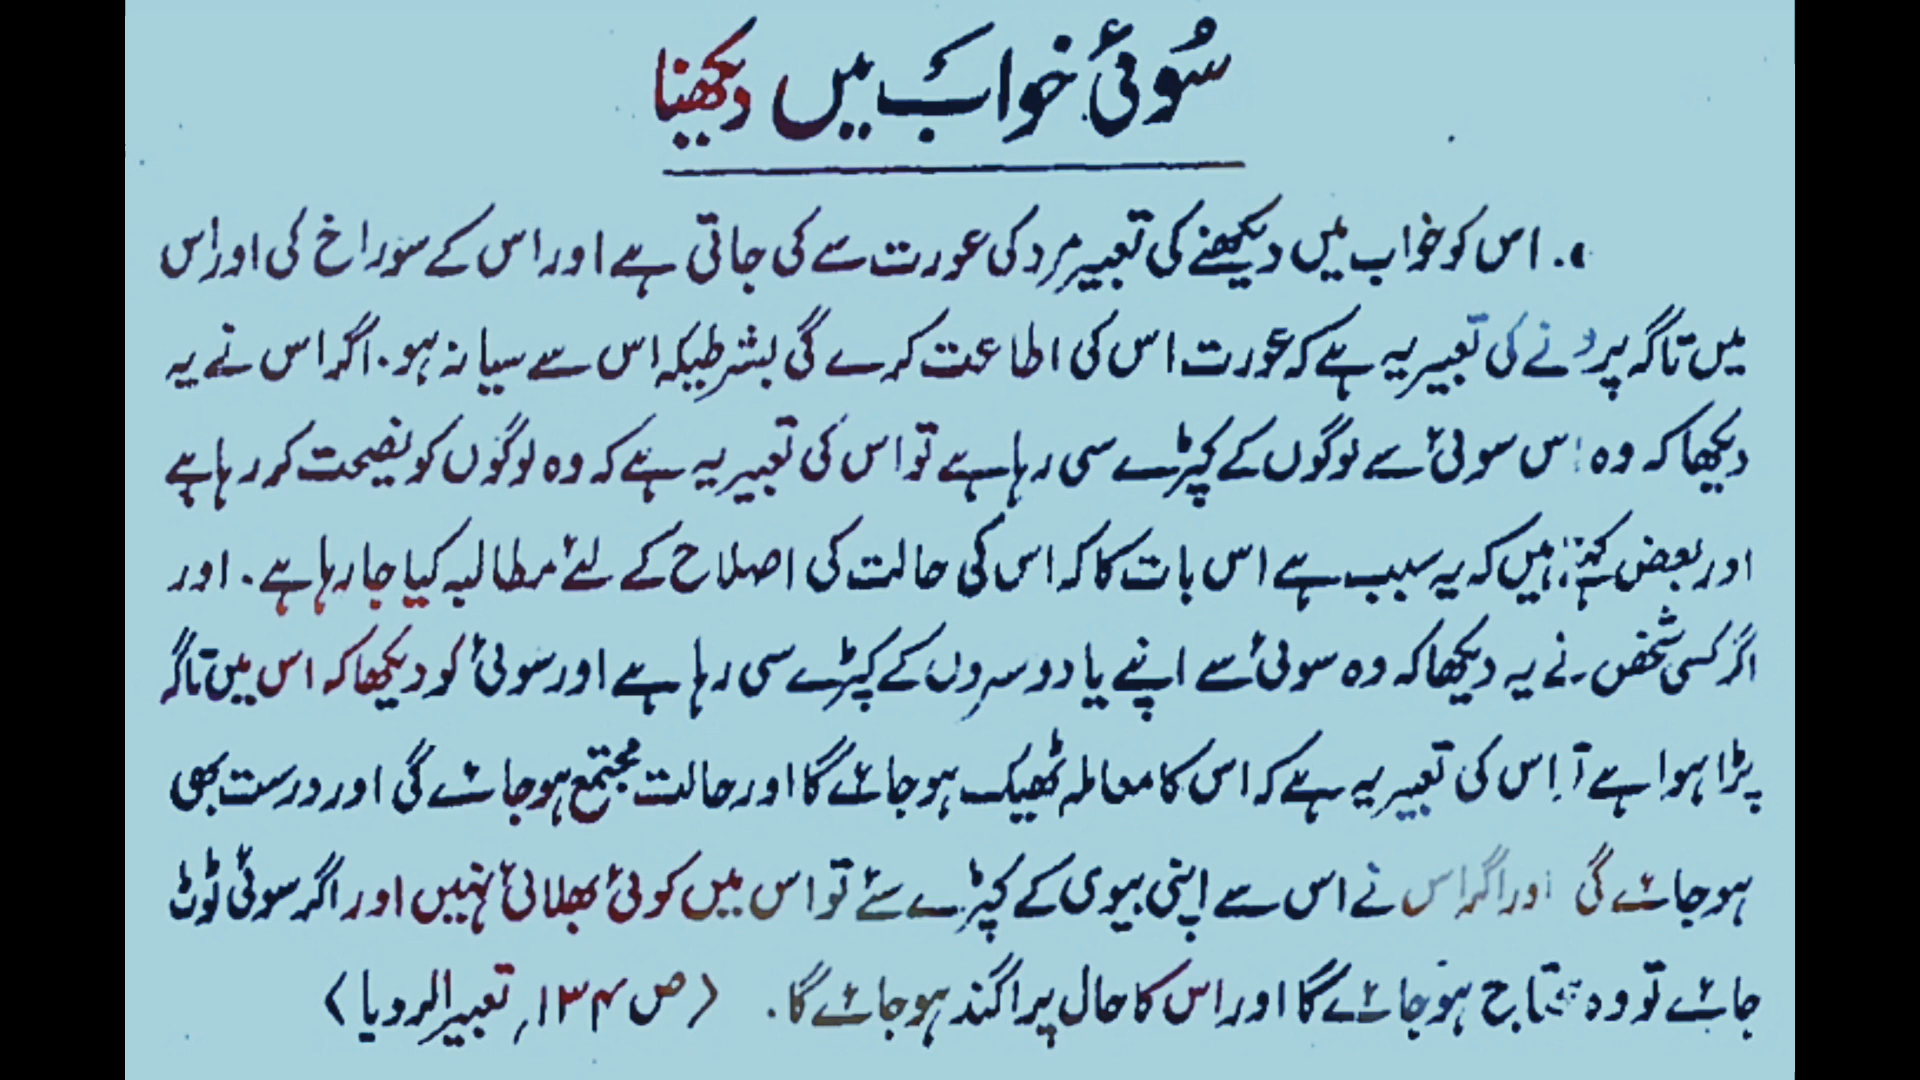 سُوئی خواب میں دیکھنا
۔ اس کو خواب میں دیکھنے کی تعبیر مرد کی عورت سے کی جاتی ہے اور اس کے سوراخ کی اور اس
میں تاگہ پرونے کی تعبیر یہ ہے کہ عورت اس کی اطاعت کرے گی بشرطیکہ اس سے سیا نہ ہو۔ اگر اس نے یہ
دیکھا کہ وہ اس سوئی سے لوگوں کے کپڑے سی رہا ہے تو اس کی تعبیر یہ ہے کہ وہ لوگوں کو نصیحت کر رہا ہے
اور بعض کہتے ہیں کہ یہ سبب ہے اس بات کا کہ اس کی حالت کی اصلاح کے لئے مطالبہ کیا جا رہا ہے۔ اور
اگر کسی شخص نے یہ دیکھا کہ وہ سوئی سے اپنے یا دوسروں کے کپڑے سی رہا ہے اور سوئی کو دیکھا کہ اس میں تاگہ
پڑا ہوا ہے اس کی تعبیر یہ ہے کہ اس کا معاملہ ٹھیک ہو جائے گا اور حالت مجتمع ہو جائے گی اور درست بھی
ہو جائے گی اور اگر اس نے اس سے اپنی بیوی کے کپڑے سئے تو اس میں کوئی بھلائی نہیں اور اگر سوئی ٹوٹ
جائے تو وہ محتاج ہو جائے گا اور اس کا حال پراگند ہو جائے گا۔ (ص ۱۳۴، تعبیر الرویا)